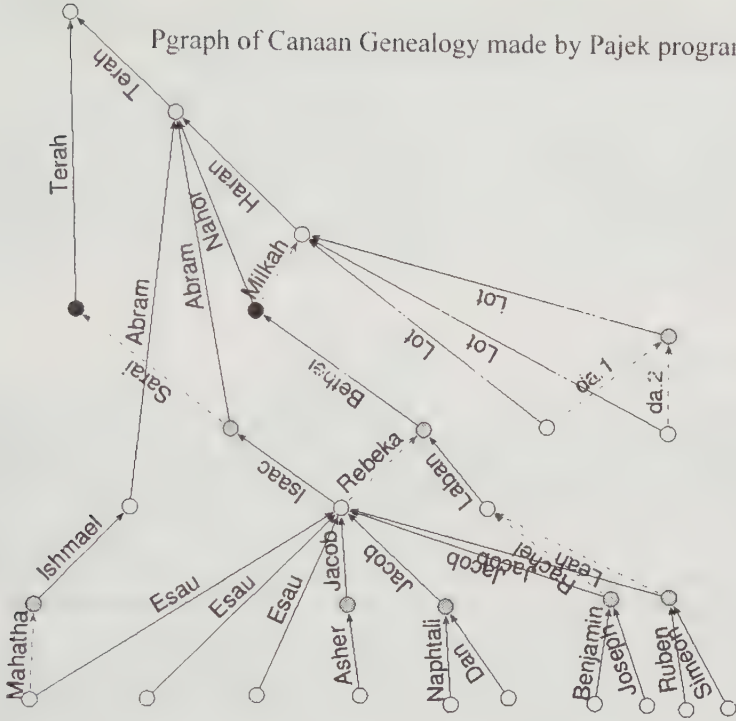 Pgraph of Canaan Genealogy made by Pajek program
Terah
Terah
Haran
Nahor
Abram
Abram
Milkah
Lot
Lot
Lot
da.1
da.2
Sarai
Bethel
Isaac
Rebeka
Laban
Ishmael
Jacob
Jacob
Jacob
Jacob
Rachel
Leah
Esau
Esau
Esau
Mahatha
Asher
Naphtali
Dan
Benjamin
Joseph
Ruben
Simeon